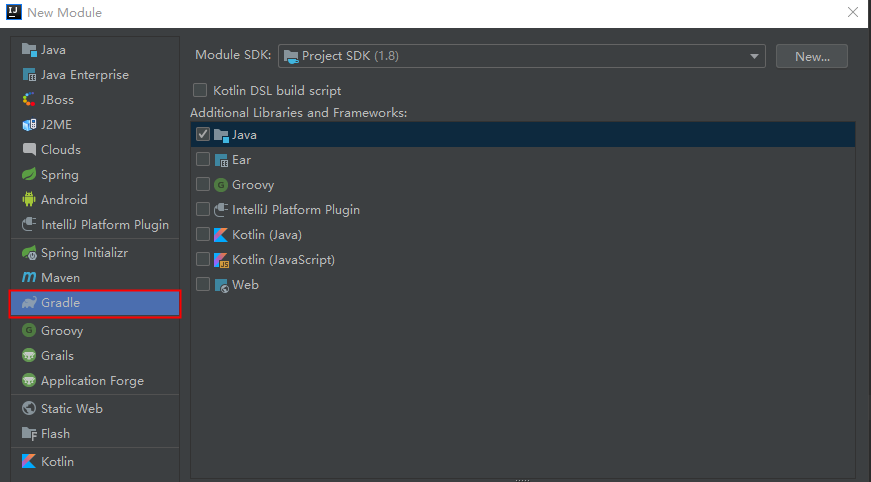 New Module
Java
Java Enterprise
JBoss
J2ME
Clouds
Spring
Android
IntelliJ Platform Plugin
Spring Initializr
Maven
Gradle
Groovy
Grails
Application Forge
Static Web
Flash
Kotlin
Module SDK: Project SDK (1.8) New...
Kotlin DSL build script
Additional Libraries and Frameworks:
Java
Ear
Groovy
IntelliJ Platform Plugin
Kotlin (Java)
Kotlin (JavaScript)
Web